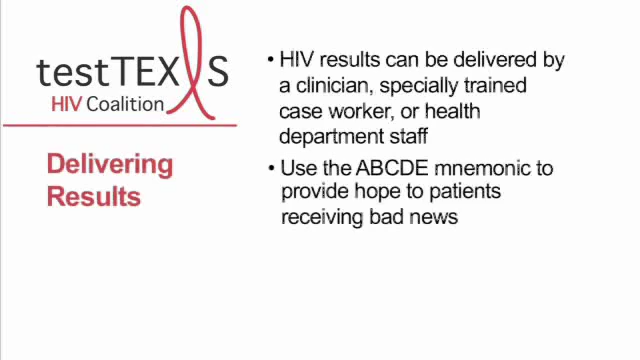 testTEXAS
HIV Coalition
Delivering
Results
• HIV results can be delivered by
a clinician, specially trained
case worker, or health
department staff
• Use the ABCDE mnemonic to
provide hope to patients
receiving bad news